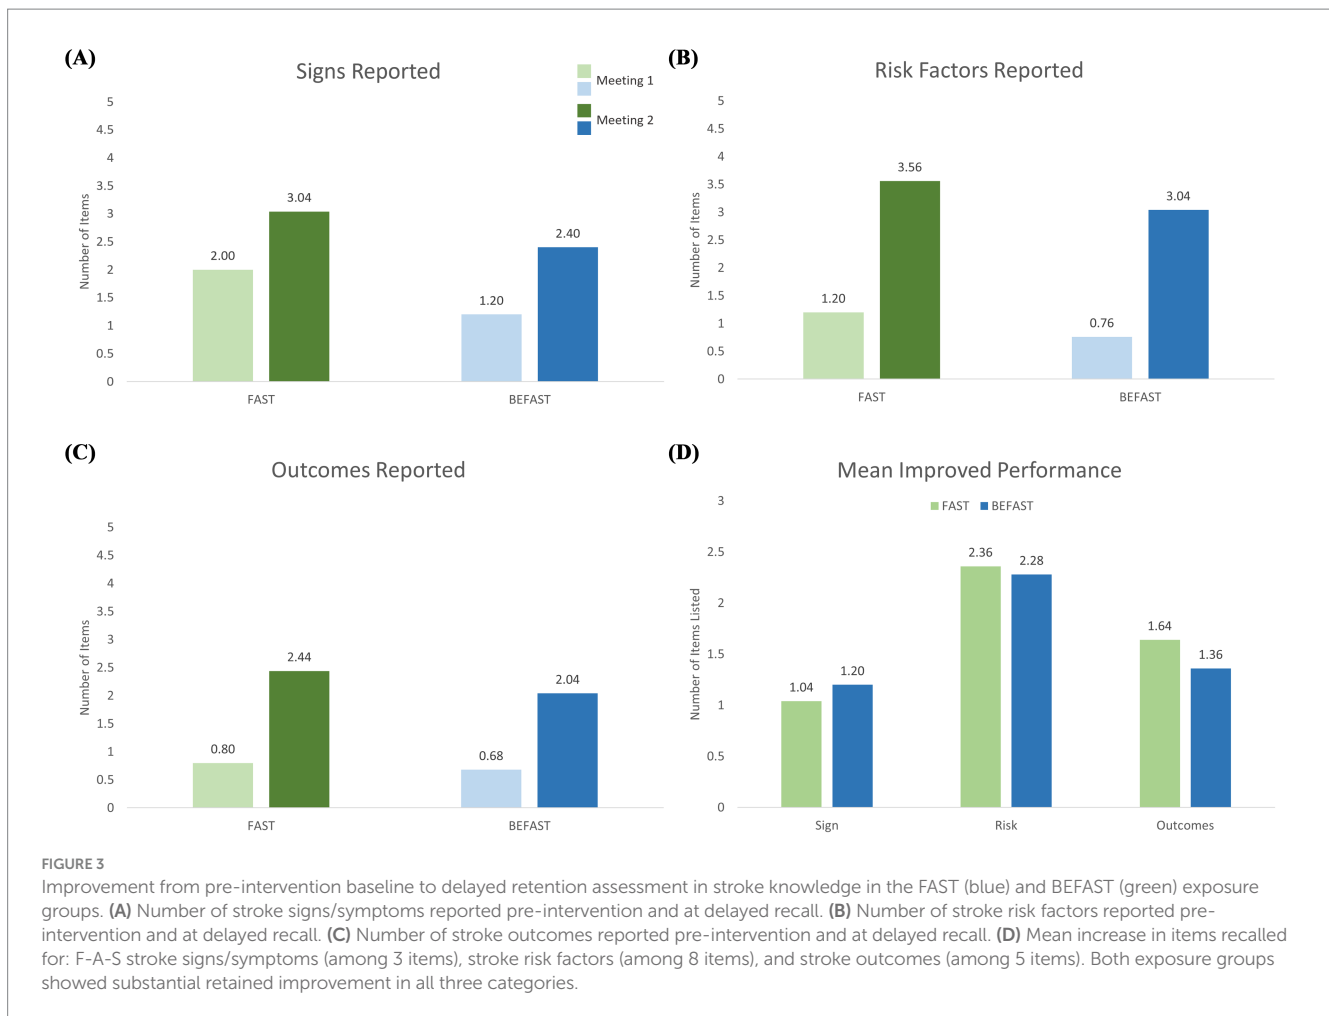 (A)
Signs Reported
Meeting 1
Meeting 2
Number of Items
5
4.5
4
3.5
3
2.5
2
1.5
1
0.5
0
2.00
3.04
1.20
2.40
FAST
BEFAST
(B)
Risk Factors Reported
Number of Items
5
4.5
4
3.5
3
2.5
2
1.5
1
0.5
0
1.20
3.56
0.76
3.04
FAST
BEFAST
(C)
Outcomes Reported
Number of Items
5
4.5
4
3.5
3
2.5
2
1.5
1
0.5
0
0.80
2.44
0.68
2.04
FAST
BEFAST
(D)
Mean Improved Performance
FAST BEFAST
Number of Items Listed
3
2.5
2
1.5
1
0.5
0
1.04
1.20
2.36
2.28
1.64
1.36
Sign
Risk
Outcomes
FIGURE 3
Improvement from pre-intervention baseline to delayed retention assessment in stroke knowledge in the FAST (blue) and BEFAST (green) exposure
groups. (A) Number of stroke signs/symptoms reported pre-intervention and at delayed recall. (B) Number of stroke risk factors reported pre-
intervention and at delayed recall. (C) Number of stroke outcomes reported pre-intervention and at delayed recall. (D) Mean increase in items recalled
for: F-A-S stroke signs/symptoms (among 3 items), stroke risk factors (among 8 items), and stroke outcomes (among 5 items). Both exposure groups
showed substantial retained improvement in all three categories.